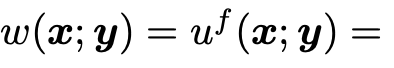 w(𝒙; 𝒚) = u^f(𝒙; 𝒚) =